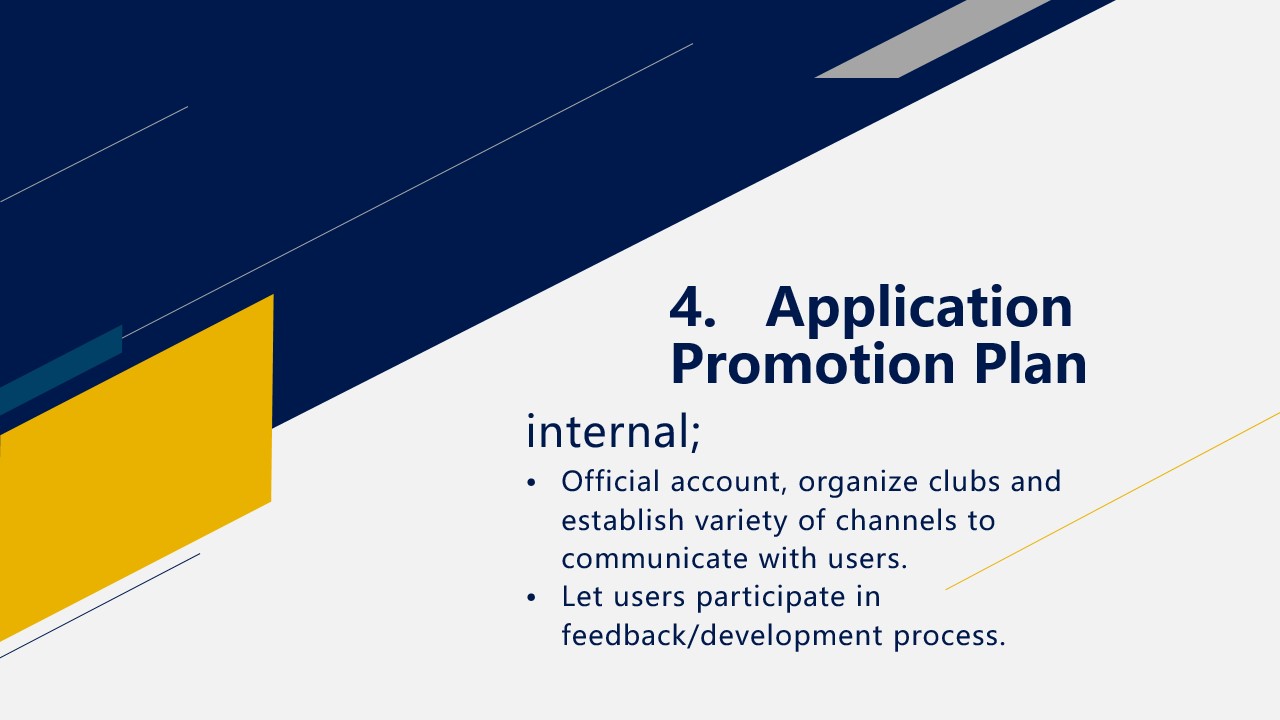 4. Application
Promotion Plan
internal;
• Official account, organize clubs and
establish variety of channels to
communicate with users.
• Let users participate in
feedback/development process.